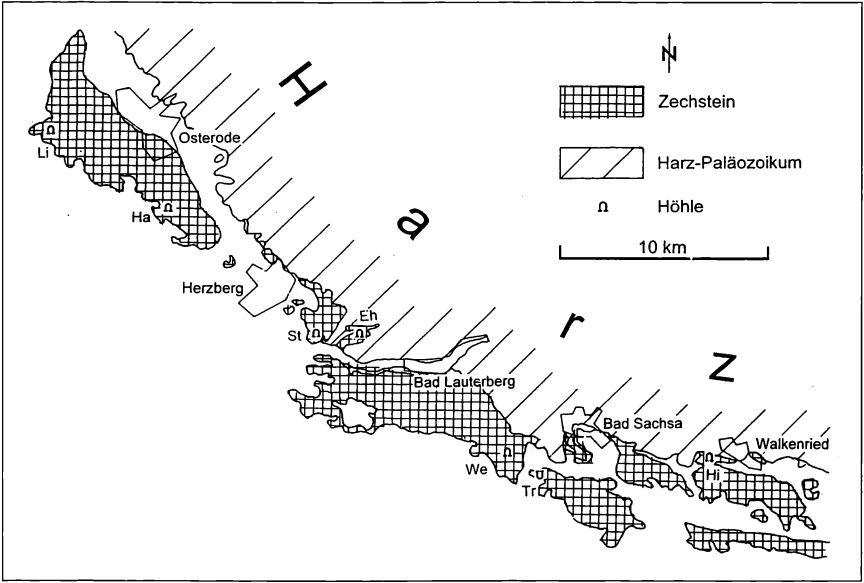 N
H
a
r
z
Zechstein
Harz-Paläozoikum
Höhle
10 km
Osterode
Li
Ha
Herzberg
Eh
St
Bad Lauterberg
Bad Sachsa
Walkenried
We
Hi
Tr